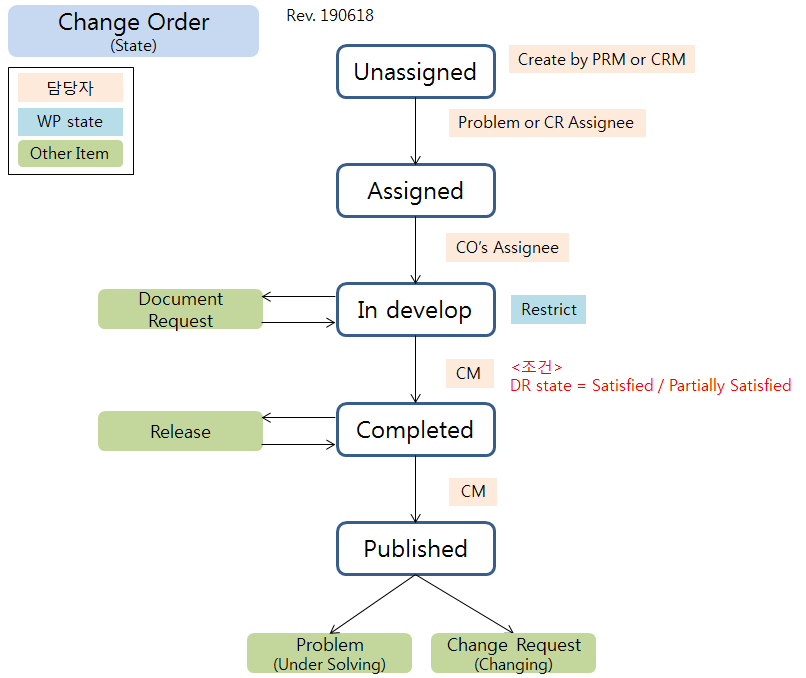 Change Order
(State)
Rev. 190618
담당자
WP state
Other Item
Unassigned
Create by PRM or CRM
Problem or CR Assignee
Assigned
CO's Assignee
Document
Request
In develop
Restrict
CM
<조건>
DR state = Satisfied / Partially Satisfied
Release
Completed
CM
Published
Problem
(Under Solving)
Change Request
(Changing)